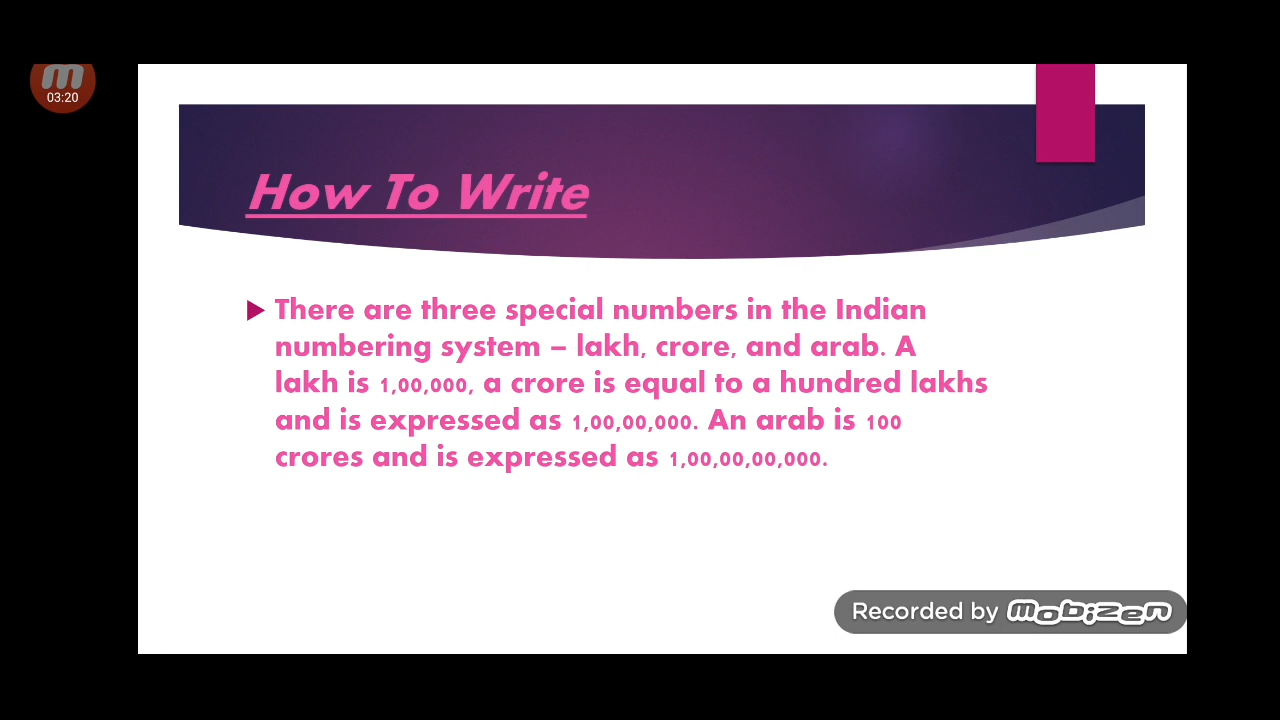 m
03:20
How To Write
There are three special numbers in the Indian
numbering system – lakh, crore, and arab. A
lakh is 1,00,000, a crore is equal to a hundred lakhs
and is expressed as 1,00,00,000. An arab is 100
crores and is expressed as 1,00,00,00,000.
Recorded by mobizen